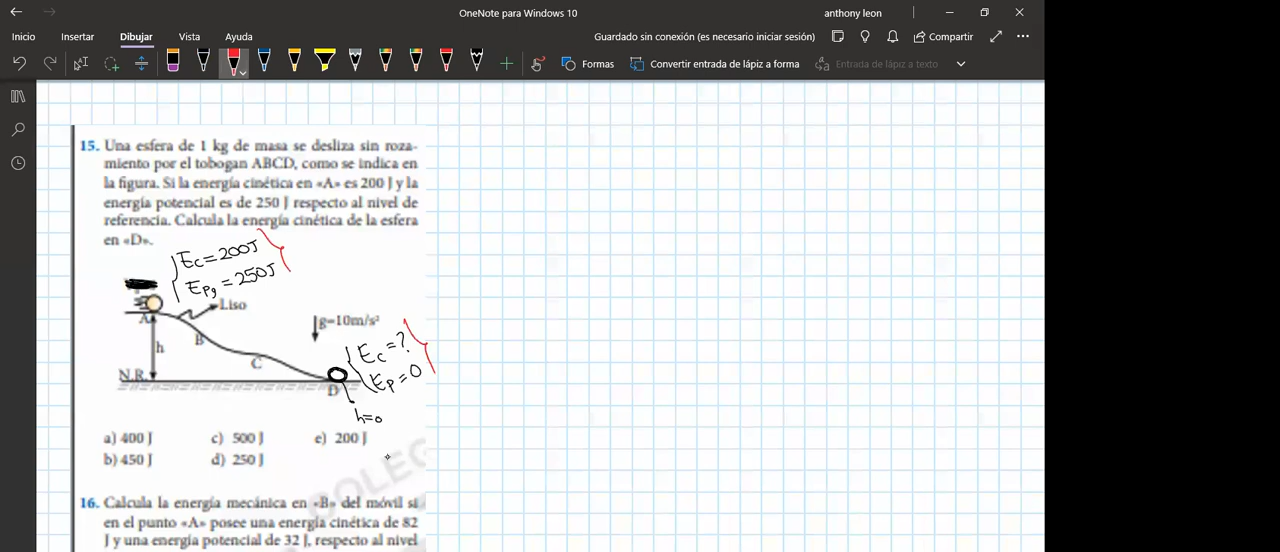 OneNote para Windows 10
anthony leon
Inicio
Insertar
Dibujar
Vista
Ayuda
Guardado sin conexión (es necesario iniciar sesión)
Compartir
Formas
Convertir entrada de lápiz a forma
Entrada de lápiz a texto
15. Una esfera de 1 kg de masa se desliza sin roza-
miento por el tobogan ABCD, como se indica en
la figura. Si la energía cinética en «A» es 200 J y la
energía potencial es de 250 J respecto al nivel de
referencia. Calcula la energía cinética de la esfera
en «D».
Ec=200J
EPg=250J
Liso
A
B
g=10m/s²
h
C
Ec=?
N.R.
Ep=0
D
h=0
a) 400 J
c) 500 J
e) 200 J
b) 450 J
d) 250 J
16. Calcula la energía mecánica en «B» del móvil si
en el punto «A» posee una energía cinética de 82
J y una energía potencial de 32 J, respecto al nivel